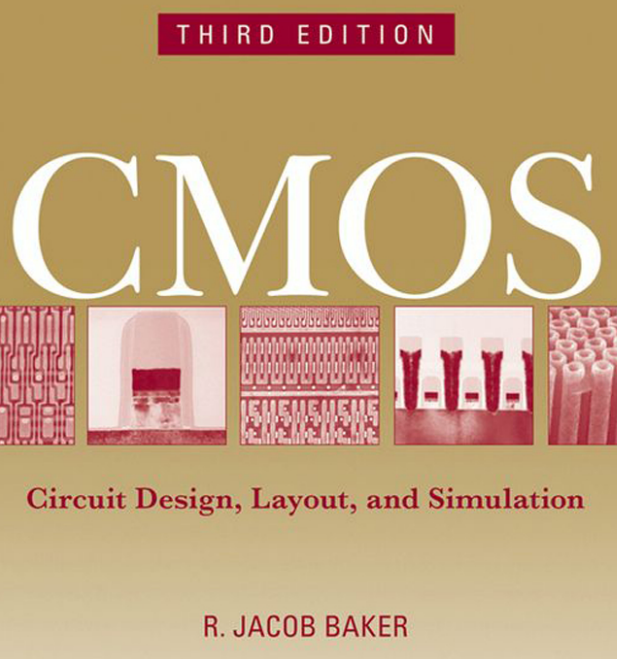 THIRD EDITION
CMOS
Circuit Design, Layout, and Simulation
R. JACOB BAKER